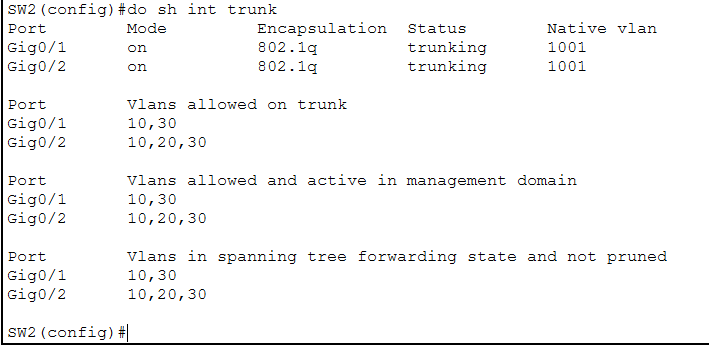 SW2(config)#do sh int trunk
Port        Mode         Encapsulation  Status        Native vlan
Gig0/1      on           802.1q         trunking      1001
Gig0/2      on           802.1q         trunking      1001
Port        Vlans allowed on trunk
Gig0/1      10,30
Gig0/2      10,20,30
Port        Vlans allowed and active in management domain
Gig0/1      10,30
Gig0/2      10,20,30
Port        Vlans in spanning tree forwarding state and not pruned
Gig0/1      10,30
Gig0/2      10,20,30
SW2(config)#